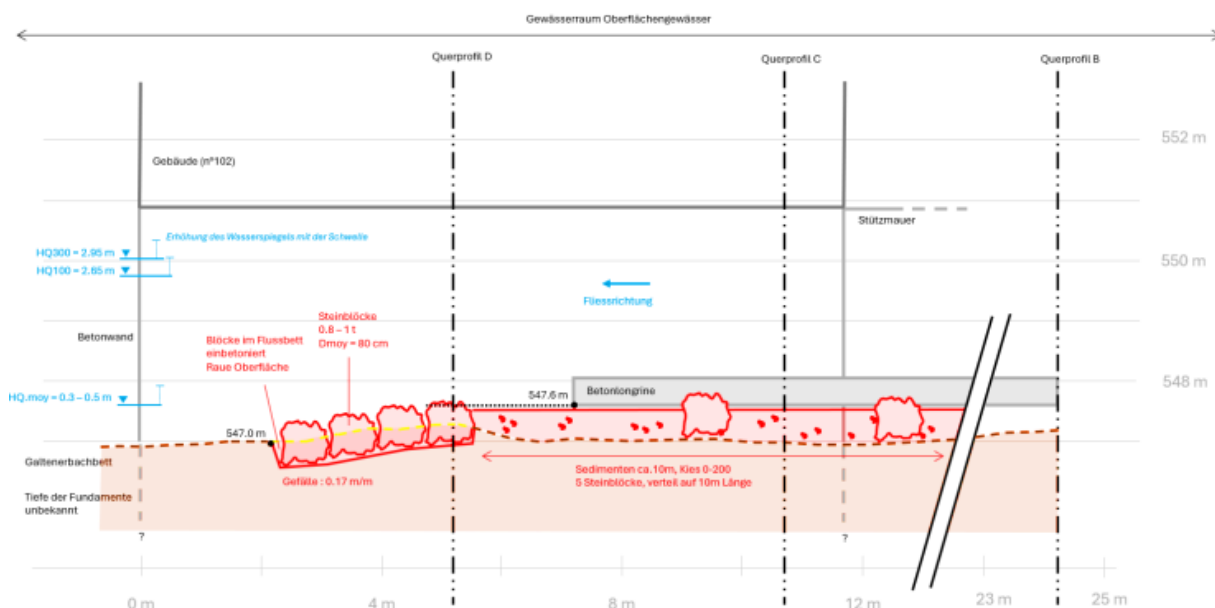 Gewässerraum Oberflächengewässer
Querprofil D
Querprofil C
Querprofil B
552 m
Gebäude (n°102)
Stützmauer
Erhöhung des Wasserspiegels mit der Schwelle
HQ300 = 2.95 m
HQ100 = 2.65 m
550 m
Fliessrichtung
Steinblöcke
0.8 – 1 t
Dmoy = 80 cm
Betonwand
Blöcke im Flussbett
einbetoniert
Raue Oberfläche
548 m
HQ.moy = 0.3 – 0.5 m
547.6 m
Betonlongrine
547.0 m
Galtenerbachbett
Gefälle : 0.17 m/m
Sedimenten ca.10m, Kies 0-200
5 Steinblöcke, verteil auf 10m Länge
Tiefe der Fundamente
unbekannt
?
?
0 m
4 m
8 m
12 m
23 m
25 m